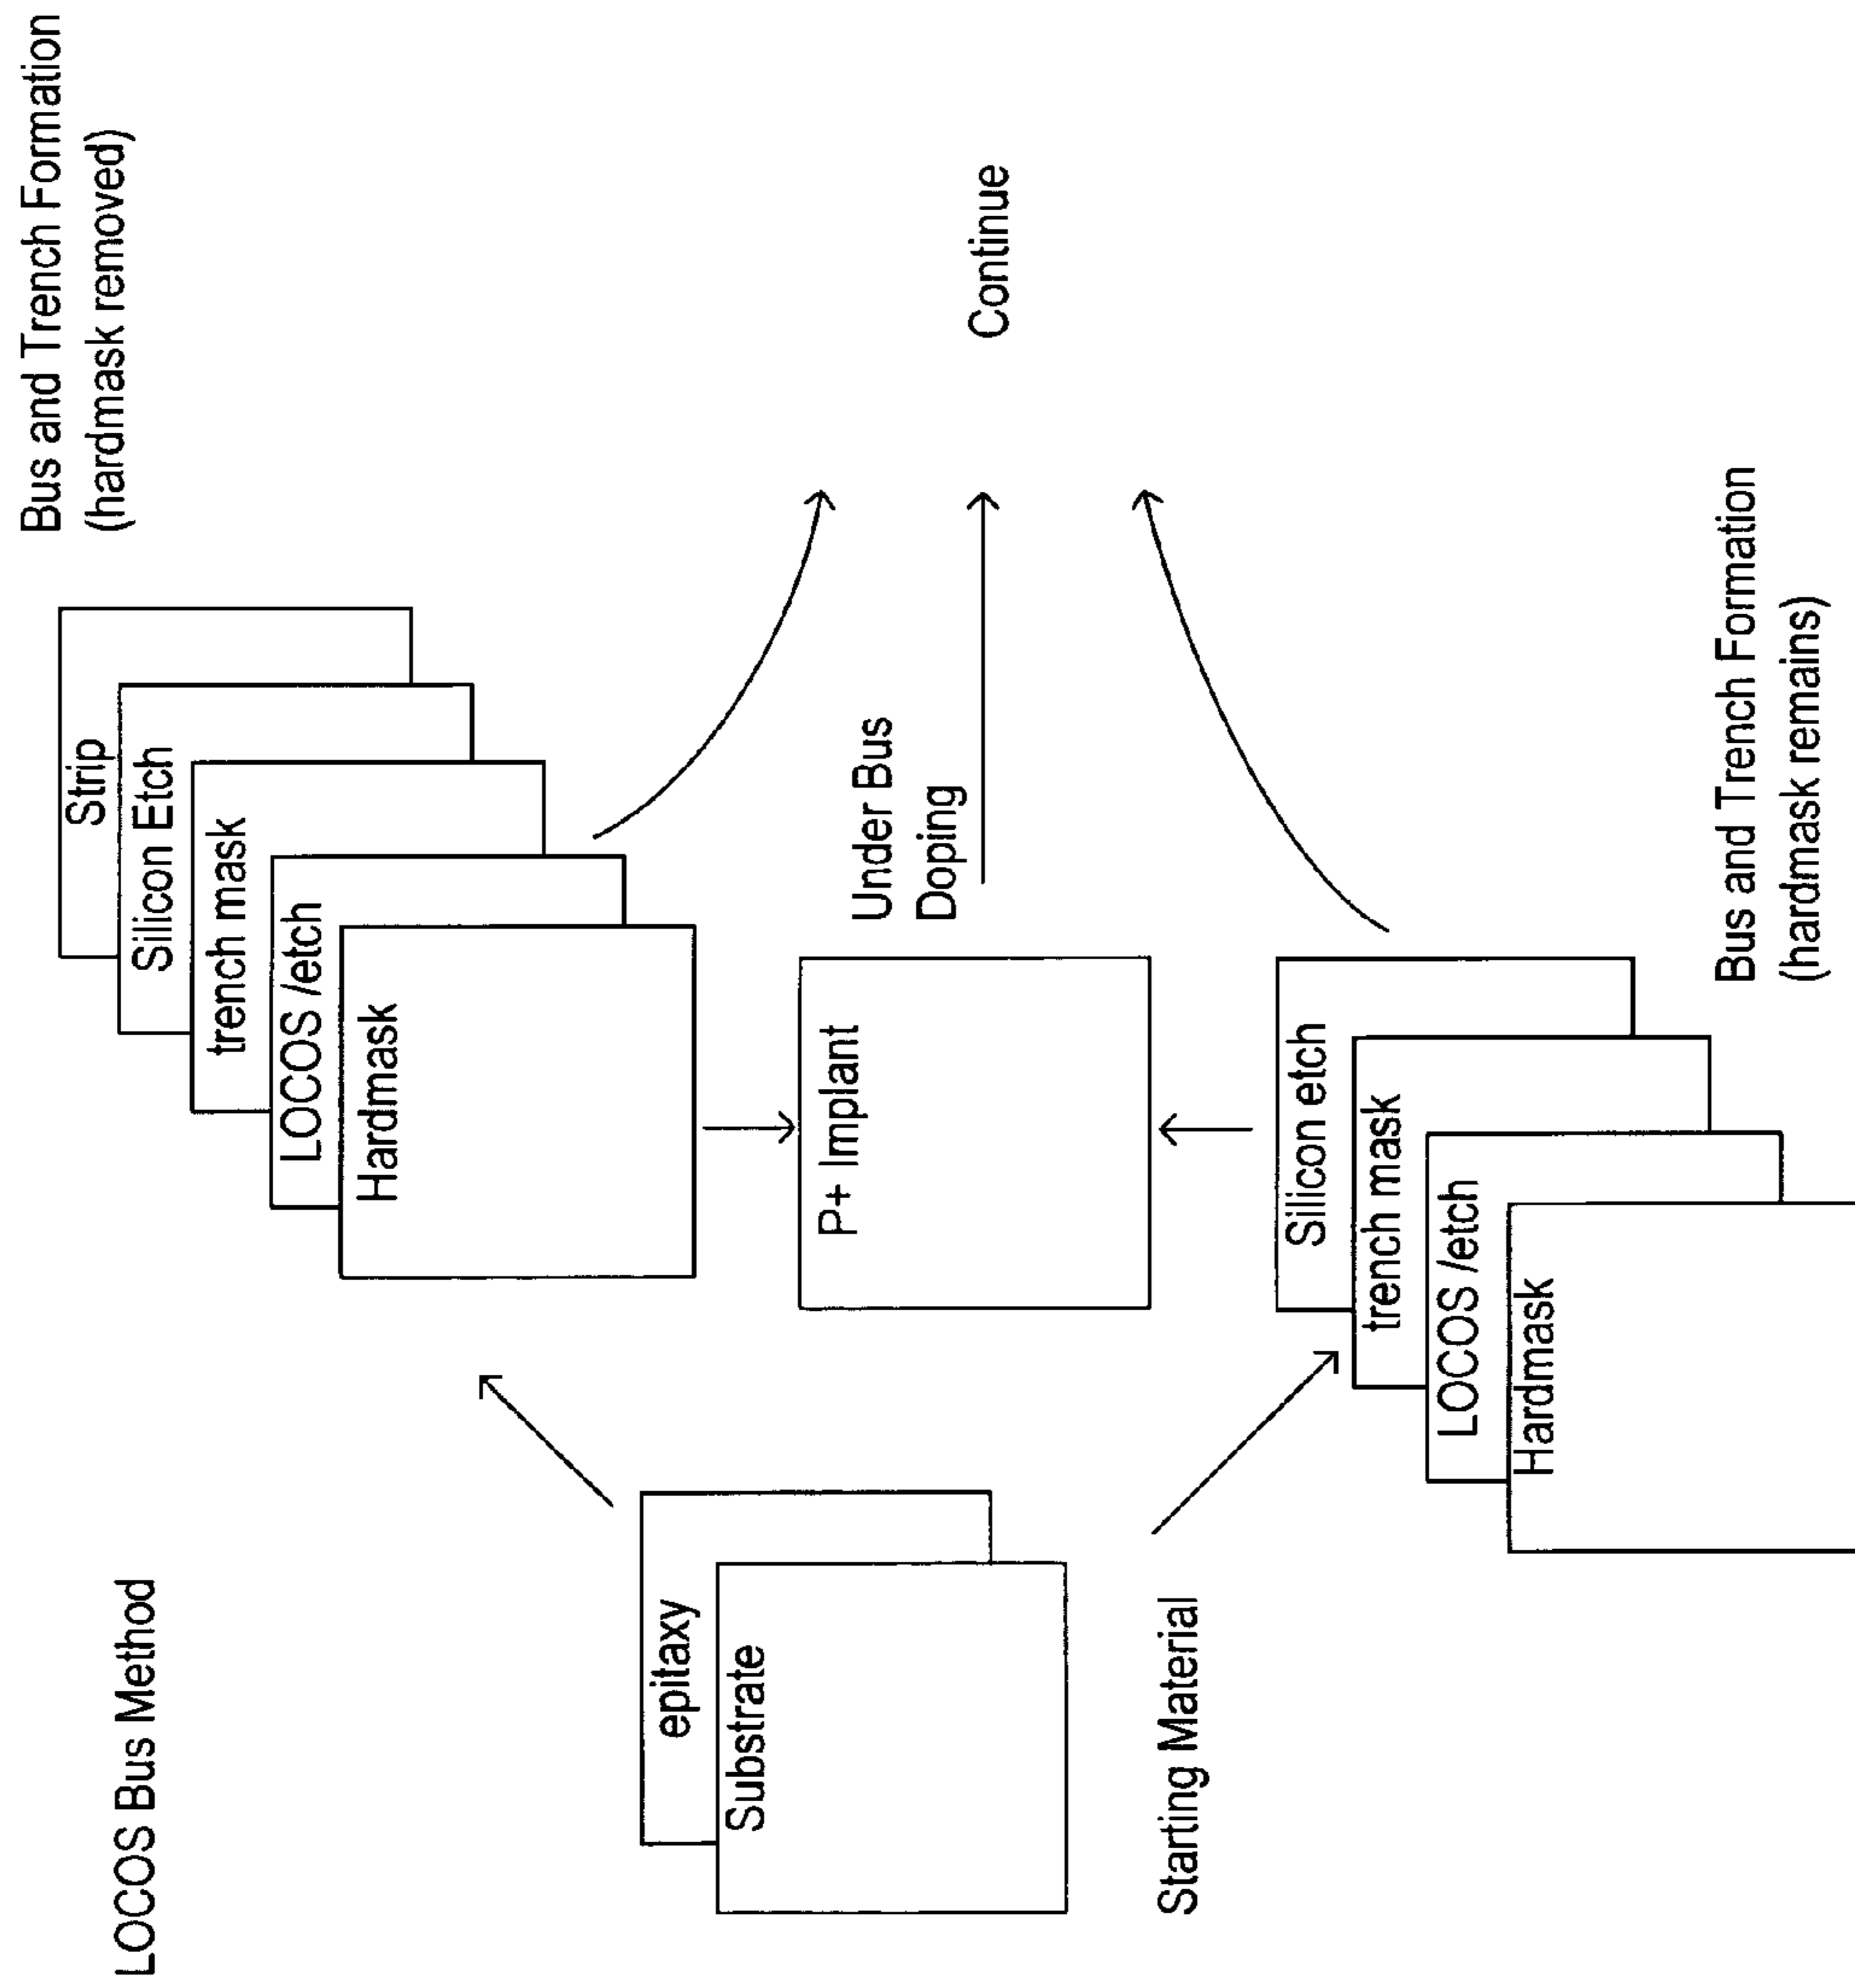 LOCOS Bus Method
Bus and Trench Formation
(hardmask removed)
Strip
Silicon Etch
trench mask
LOCOS /etch
Hardmask
epitaxy
Substrate
Starting Material
P+ Implant
Under Bus
Doping
Continue
Silicon etch
trench mask
LOCOS /etch
Hardmask
Bus and Trench Formation
(hardmask remains)